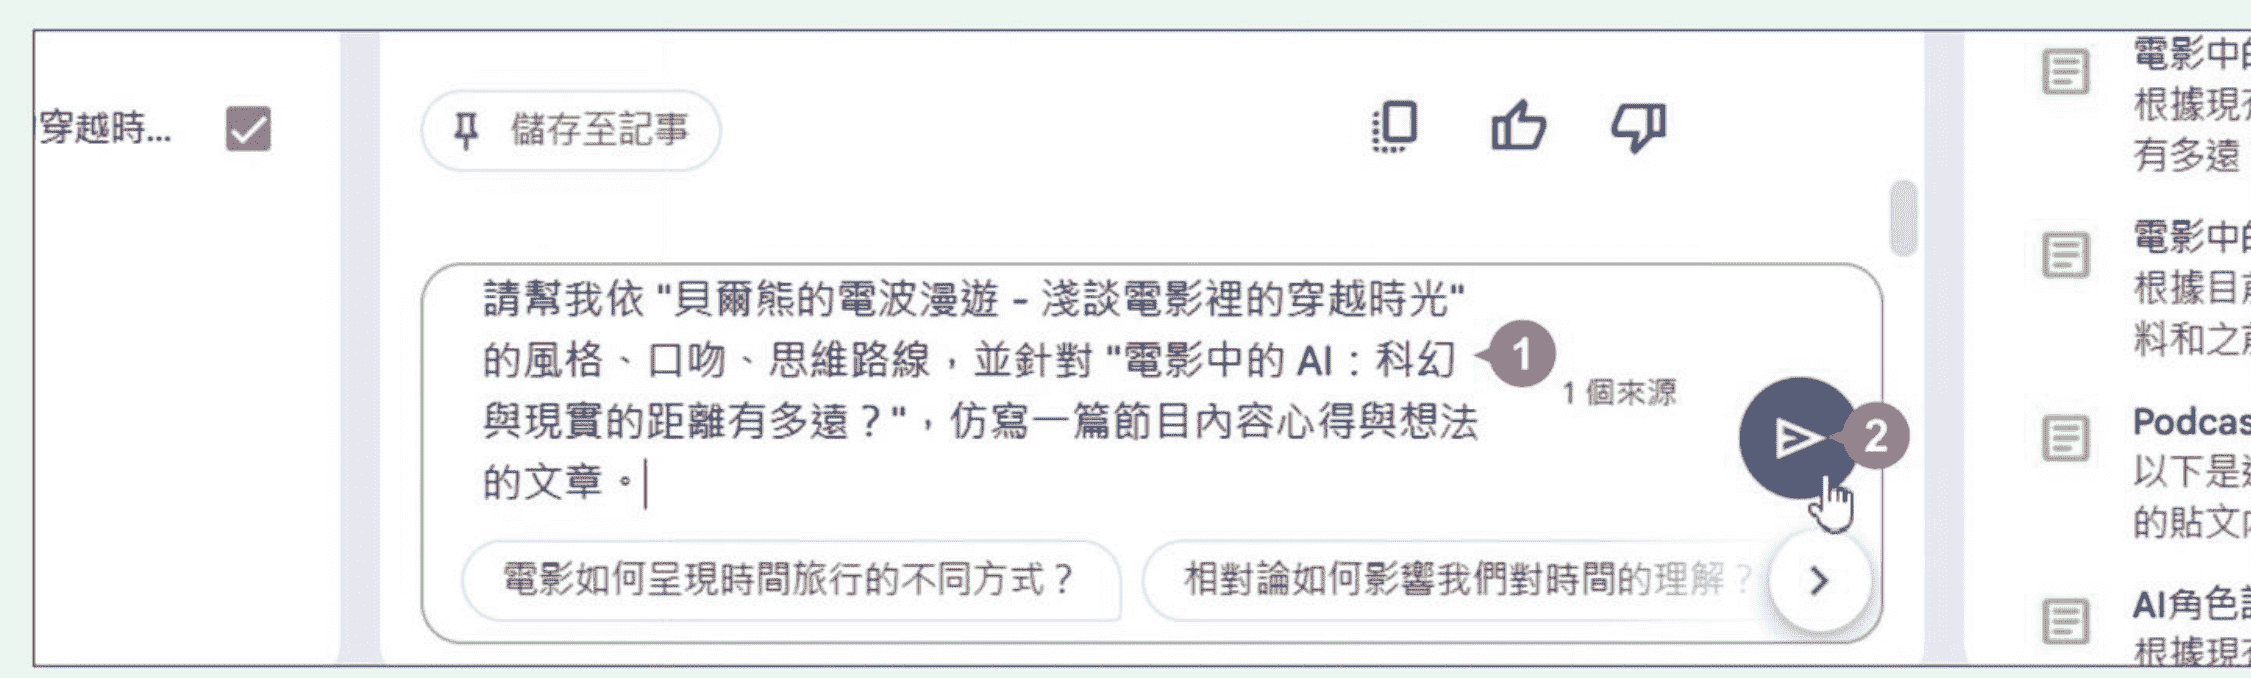 穿越時...
儲存至記事
請幫我依 "貝爾熊的電波漫遊 - 淺談電影裡的穿越時光"
的風格、口吻、思維路線，並針對 "電影中的 AI：科幻
與現實的距離有多遠？"，仿寫一篇節目內容心得與想法
的文章。
1
1 個來源
2
電影如何呈現時間旅行的不同方式？
相對論如何影響我們對時間的理解？
電影中的
根據現有
有多遠
電影中的
根據目前
料和之前
Podcas
以下是
的貼文
AI角色
根據現有